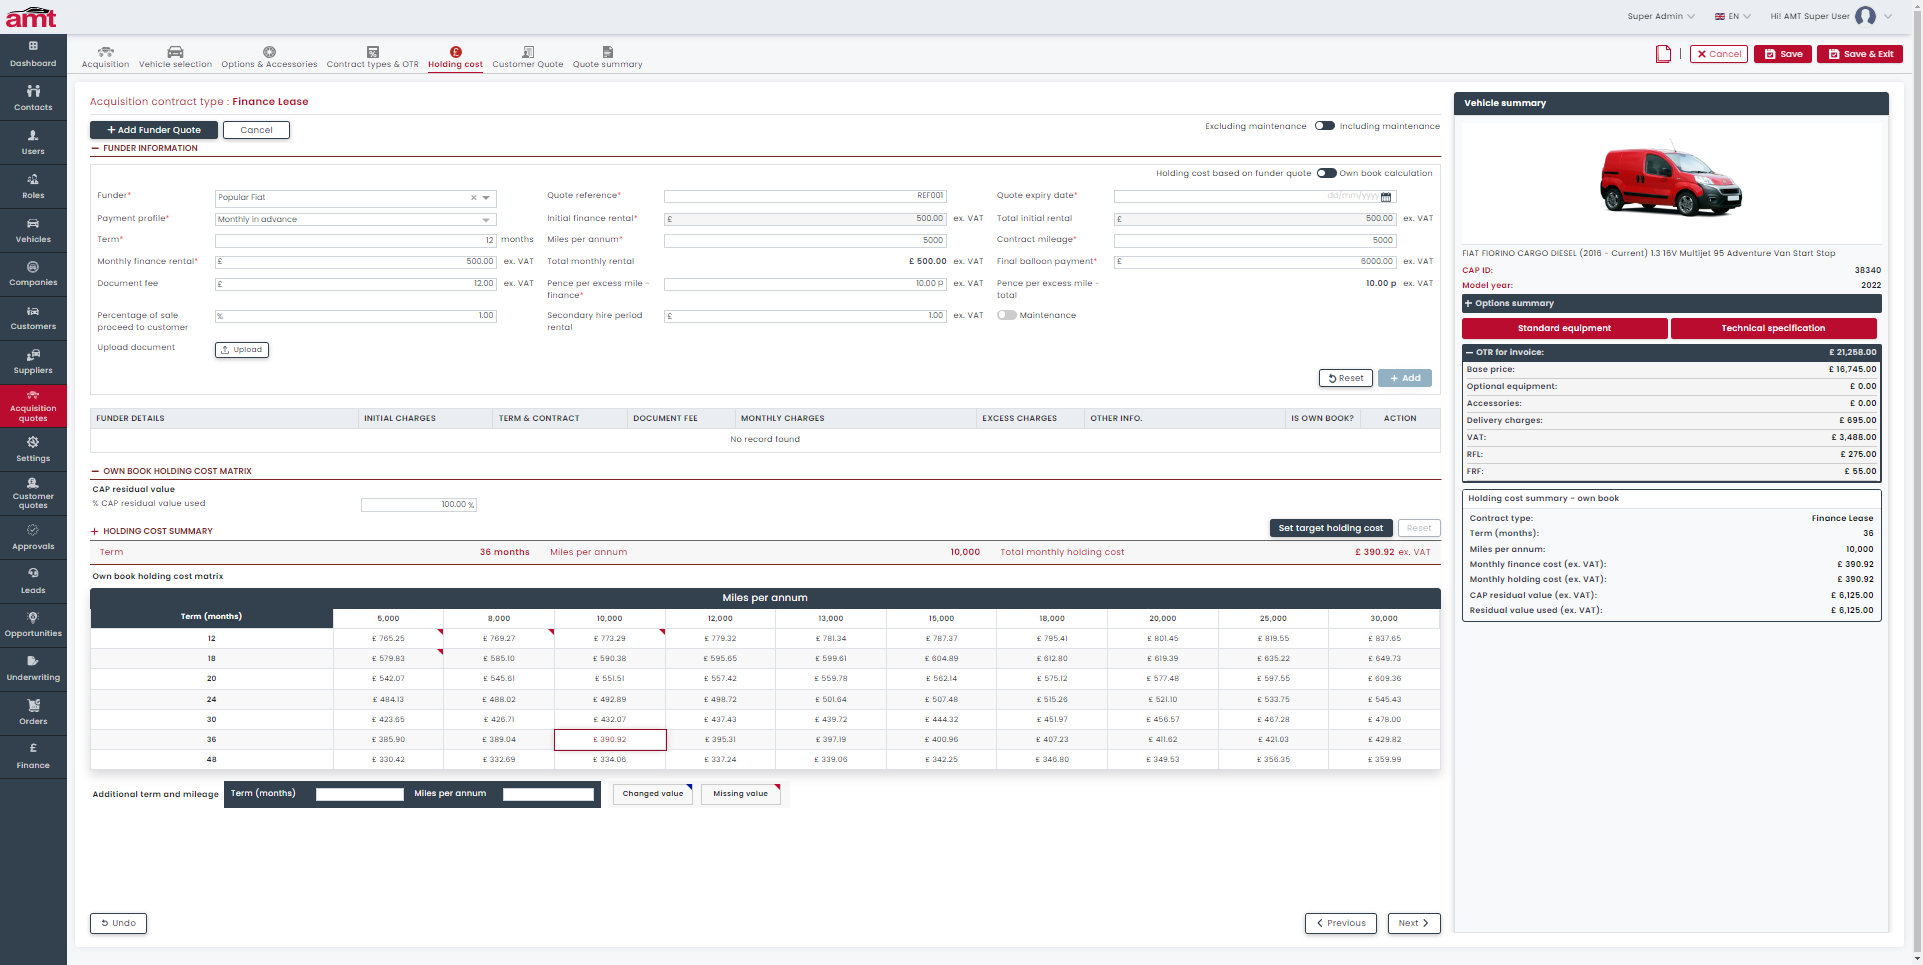 amt
Super Admin EN Hi! AMT Super User
Dashboard
Contacts
Users
Roles
Vehicles
Companies
Customers
Suppliers
Acquisition
quotes
Settings
Customer
quotes
Approvals
Leads
Opportunities
Underwriting
Orders
Finance
Acquisition Vehicle selection Options & Accessories Contract types & OTR Holding cost Customer Quote Quote summary
Cancel Save Save & Exit
Acquisition contract type : Finance Lease
+ Add Funder Quote Cancel
Excluding maintenance Including maintenance
FUNDER INFORMATION
Holding cost based on funder quote Own book calculation
Funder* Popular Fiat Quote reference* REF001 Quote expiry date* dd/mm/yyyy
Payment profile* Monthly in advance Initial finance rental* £ 500.00 ex. VAT Total initial rental £ 500.00 ex. VAT
Term* 12 months Miles per annum* 5000 Contract mileage* 5000
Monthly finance rental* £ 500.00 ex. VAT Total monthly rental £ 500.00 ex. VAT Final balloon payment* £ 6000.00 ex. VAT
Document fee £ 12.00 ex. VAT Pence per excess mile - finance* 10.00 p ex. VAT Pence per excess mile - total 10.00 p ex. VAT
Percentage of sale proceed to customer % 1.00 Secondary hire period rental £ 1.00 ex. VAT Maintenance
Upload document Upload
Reset + Add
FUNDER DETAILS INITIAL CHARGES TERM & CONTRACT DOCUMENT FEE MONTHLY CHARGES EXCESS CHARGES OTHER INFO. IS OWN BOOK? ACTION
No record found
OWN BOOK HOLDING COST MATRIX
CAP residual value
% CAP residual value used 100.00 %
+ HOLDING COST SUMMARY Set target holding cost Reset
Term 36 months Miles per annum 10,000 Total monthly holding cost £ 390.92 ex. VAT
Own book holding cost matrix
Miles per annum
Term (months) 5,000 8,000 10,000 12,000 13,000 15,000 18,000 20,000 25,000 30,000
12 £ 765.25 £ 769.27 £ 773.29 £ 779.32 £ 781.34 £ 787.37 £ 795.41 £ 801.45 £ 819.55 £ 837.65
18 £ 579.83 £ 585.10 £ 590.38 £ 595.65 £ 599.61 £ 604.89 £ 612.80 £ 619.39 £ 635.22 £ 649.73
20 £ 542.07 £ 545.61 £ 551.51 £ 557.42 £ 559.78 £ 562.14 £ 575.12 £ 577.48 £ 597.55 £ 609.36
24 £ 484.13 £ 488.02 £ 492.89 £ 498.72 £ 501.64 £ 507.48 £ 515.26 £ 521.10 £ 533.75 £ 545.43
30 £ 423.65 £ 426.71 £ 432.07 £ 437.43 £ 439.72 £ 444.32 £ 451.97 £ 456.57 £ 467.28 £ 478.00
36 £ 385.90 £ 389.04 £ 390.92 £ 395.31 £ 397.19 £ 400.96 £ 407.23 £ 411.62 £ 421.03 £ 429.82
48 £ 330.42 £ 332.69 £ 334.06 £ 337.24 £ 339.06 £ 342.25 £ 346.80 £ 349.53 £ 356.35 £ 359.99
Additional term and mileage Term (months) Miles per annum Changed value Missing value
Undo Previous Next
Vehicle summary
FIAT FIORINO CARGO DIESEL (2016 - Current) 1.3 16V Multijet 95 Adventure Van Start Stop
CAP ID: 38340
Model year: 2022
+ Options summary
Standard equipment Technical specification
OTR for invoice: £ 21,258.00
Base price: £ 16,745.00
Optional equipment: £ 0.00
Accessories: £ 0.00
Delivery charges: £ 695.00
VAT: £ 3,488.00
RFL: £ 275.00
FRF: £ 55.00
Holding cost summary - own book
Contract type: Finance Lease
Term (months): 36
Miles per annum: 10,000
Monthly finance cost (ex. VAT): £ 390.92
Monthly holding cost (ex. VAT): £ 390.92
CAP residual value (ex. VAT): £ 6,125.00
Residual value used (ex. VAT): £ 6,125.00